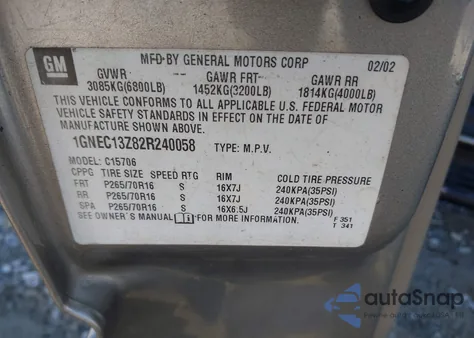 GM
MFD BY GENERAL MOTORS CORP 02/02
GVWR GAWR FRT GAWR RR
3085KG(6800LB) 1452KG(3200LB) 1814KG(4000LB)
THIS VEHICLE CONFORMS TO ALL APPLICABLE U.S. FEDERAL MOTOR
VEHICLE SAFETY STANDARDS IN EFFECT ON THE DATE OF
MANUFACTURE SHOWN ABOVE.
1GNEC13Z82R240058 TYPE: M.P.V.
MODEL: C15706
CPPG TIRE SIZE SPEED RTG RIM COLD TIRE PRESSURE
FRT P265/70R16 S 16X7J 240KPA(35PSI)
RR P265/70R16 S 16X7J 240KPA(35PSI)
SPA P265/70R16 S 16X6.5J 240KPA(35PSI)
SEE OWNER'S MANUAL FOR MORE INFORMATION. F 351
T 341
autoSnap